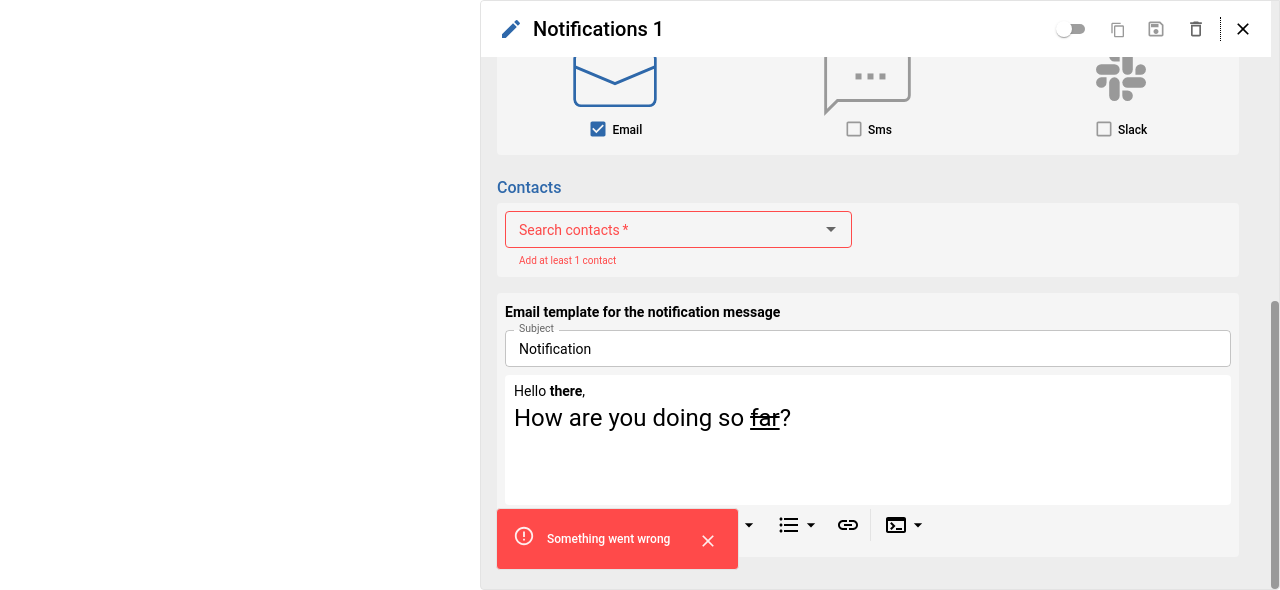 Notifications 1
Email
Sms
Slack
Contacts
Search contacts *
Add at least 1 contact
Email template for the notification message
Subject
Notification
Hello there,
How are you doing so far?
Something went wrong